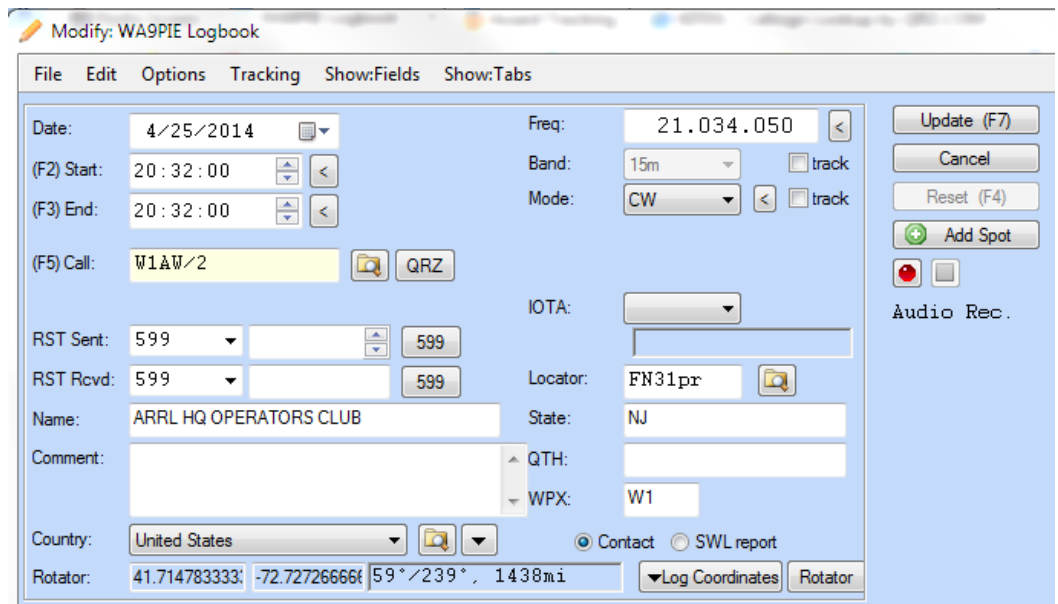 Modify: WA9PIE Logbook
File Edit Options Tracking Show:Fields Show:Tabs
Date: 4/25/2014 Freq: 21.034.050 < Update (F7)
(F2) Start: 20:32:00 < Band: 15m track Cancel
(F3) End: 20:32:00 < Mode: CW < track Reset (F4)
Add Spot
(F5) Call: W1AW/2 QRZ
IOTA: Audio Rec.
RST Sent: 599 599
RST Rcvd: 599 599 Locator: FN31pr
Name: ARRL HQ OPERATORS CLUB State: NJ
Comment: QTH:
WPX: W1
Country: United States Contact SWL report
Rotator: 41.714783333 -72.72726666 59°/239°, 1438mi Log Coordinates Rotator